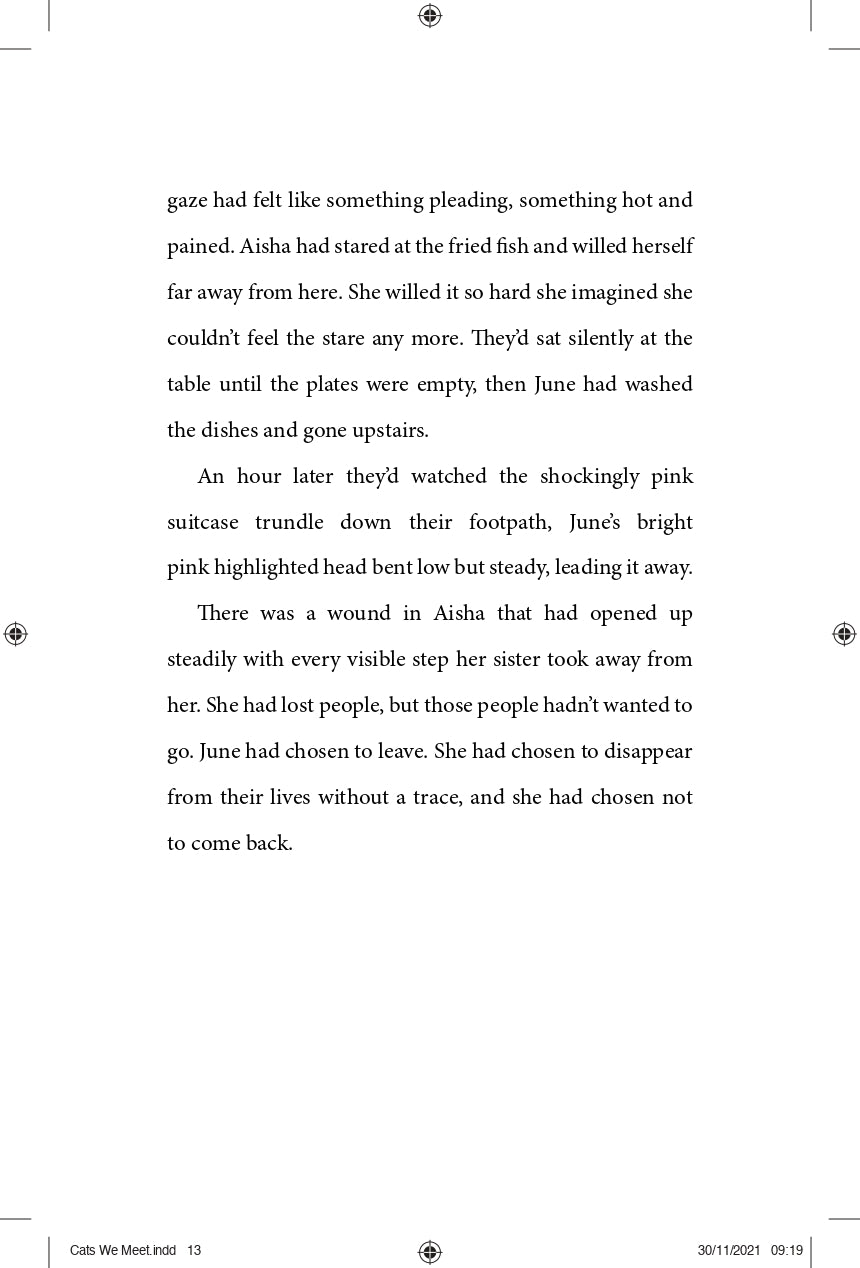 gaze had felt like something pleading, something hot and
pained. Aisha had stared at the fried fish and willed herself
far away from here. She willed it so hard she imagined she
couldn’t feel the stare any more. They’d sat silently at the
table until the plates were empty, then June had washed
the dishes and gone upstairs.
An hour later they’d watched the shockingly pink
suitcase trundle down their footpath, June’s bright
pink highlighted head bent low but steady, leading it away.
There was a wound in Aisha that had opened up
steadily with every visible step her sister took away from
her. She had lost people, but those people hadn’t wanted to
go. June had chosen to leave. She had chosen to disappear
from their lives without a trace, and she had chosen not
to come back.
Cats We Meet.indd 13 30/11/2021 09:19